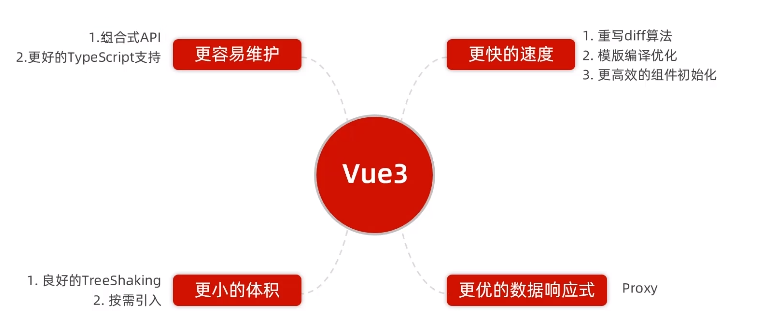 1.组合式API
2.更好的TypeScript支持
更容易维护
更快的速度
1. 重写diff算法
2. 模版编译优化
3. 更高效的组件初始化
Vue3
1. 良好的TreeShaking
2. 按需引入
更小的体积
更优的数据响应式
Proxy